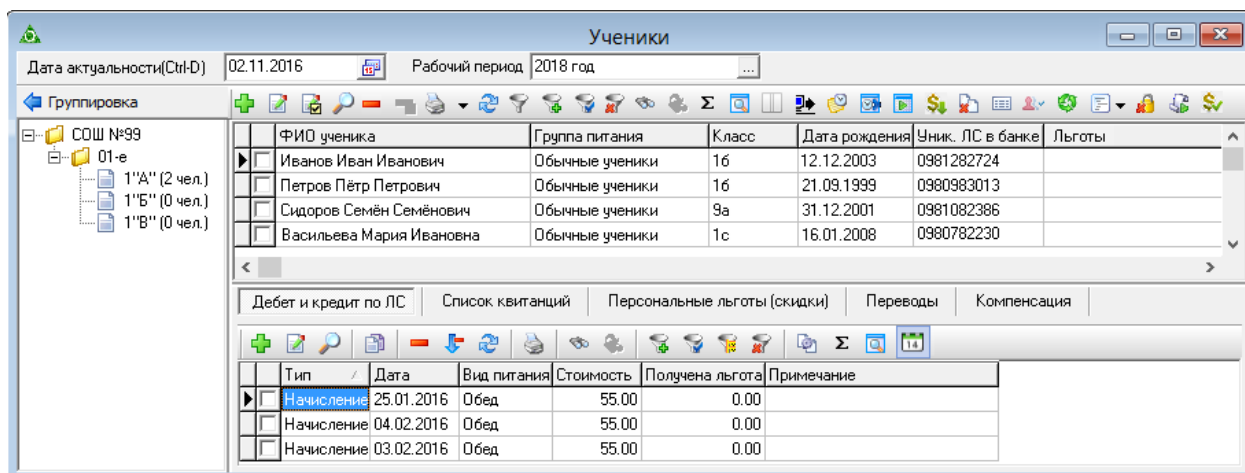 Ученики
Дата актуальности(Ctrl-D) 02.11.2016 Рабочий период 2018 год ...
Группировка
СОШ №99
01-е
1"А" (2 чел.)
1"Б" (0 чел.)
1"В" (0 чел.)
ФИО ученика Группа питания Класс Дата рождения Уник. ЛС в банке Льготы
Иванов Иван Иванович Обычные ученики 1б 12.12.2003 0981282724
Петров Пётр Петрович Обычные ученики 1б 21.09.1999 0980983013
Сидоров Семён Семёнович Обычные ученики 9а 31.12.2001 0981082386
Васильева Мария Ивановна Обычные ученики 1с 16.01.2008 0980782230
Дебет и кредит по ЛС Список квитанций Персональные льготы (скидки) Переводы Компенсация
Тип Дата Вид питания Стоимость Получена льгота Примечание
Начисление 25.01.2016 Обед 55.00 0.00
Начисление 04.02.2016 Обед 55.00 0.00
Начисление 03.02.2016 Обед 55.00 0.00